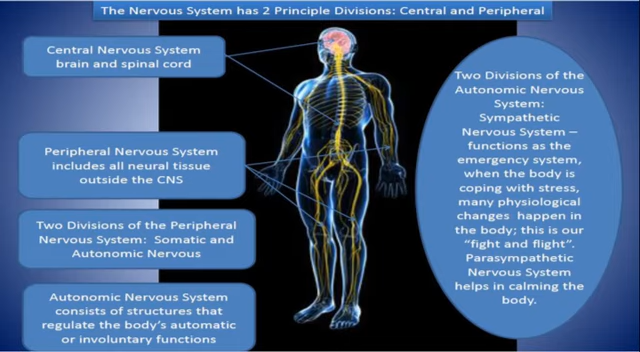 The Nervous System has 2 Principle Divisions: Central and Peripheral
Central Nervous System
brain and spinal cord
Peripheral Nervous System
includes all neural tissue
outside the CNS
Two Divisions of the Peripheral
Nervous System: Somatic and
Autonomic Nervous
Autonomic Nervous System
consists of structures that
regulate the body's automatic
or involuntary functions
Two Divisions of the
Autonomic Nervous
System:
Sympathetic
Nervous System –
functions as the
emergency system,
when the body is
coping with stress,
many physiological
changes happen in
the body; this is our
"fight and flight".
Parasympathetic
Nervous System
helps in calming the
body.